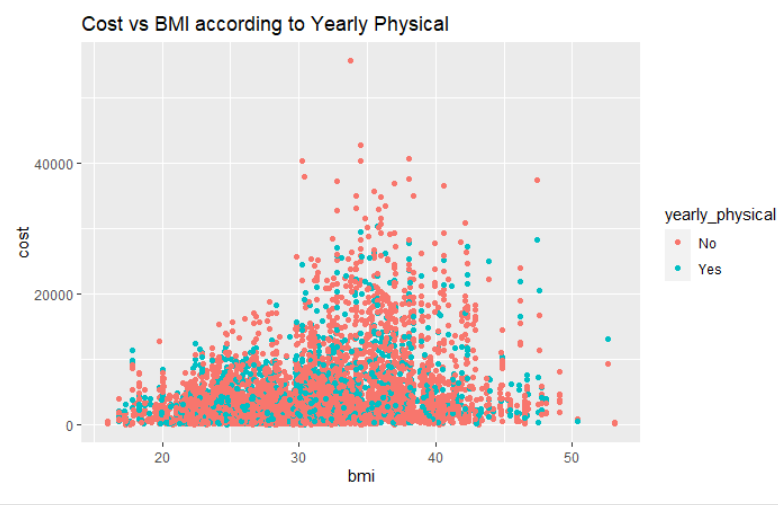 Cost vs BMI according to Yearly Physical
40000
20000
0
cost
20
30
40
50
bmi
yearly_physical
No
Yes